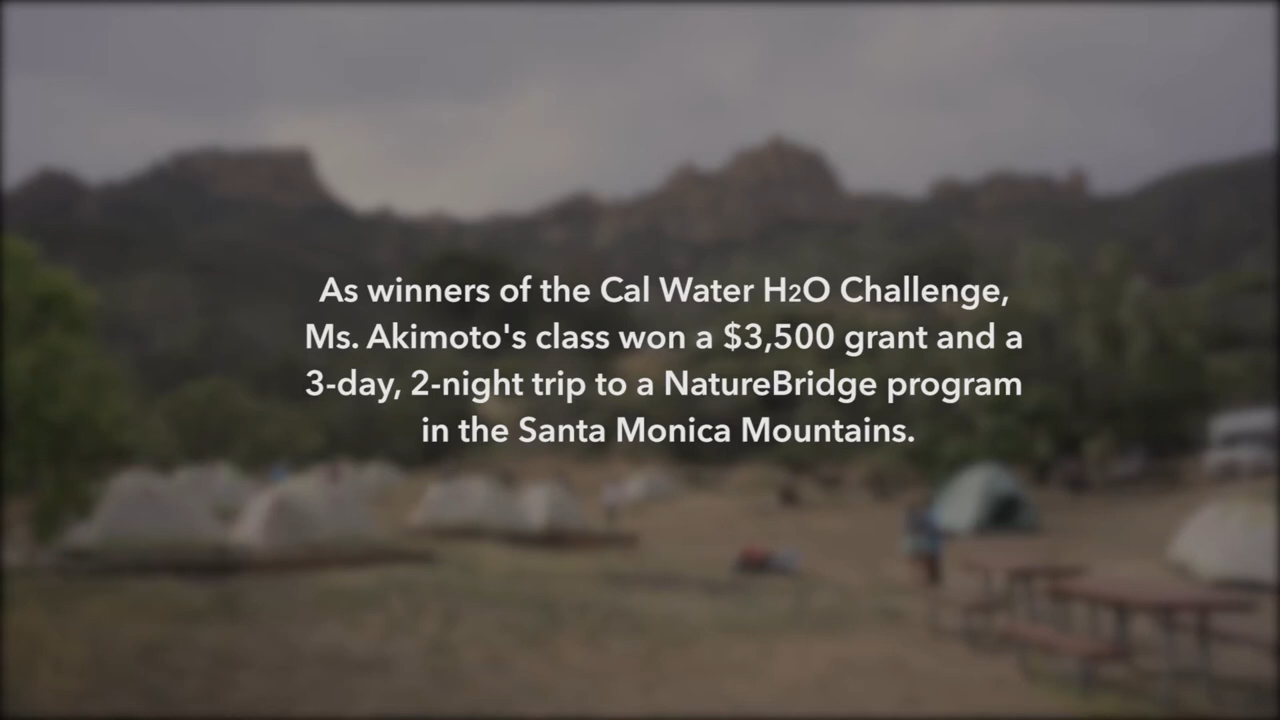 As winners of the Cal Water H2O Challenge,
Ms. Akimoto's class won a $3,500 grant and a
3-day, 2-night trip to a NatureBridge program
in the Santa Monica Mountains.